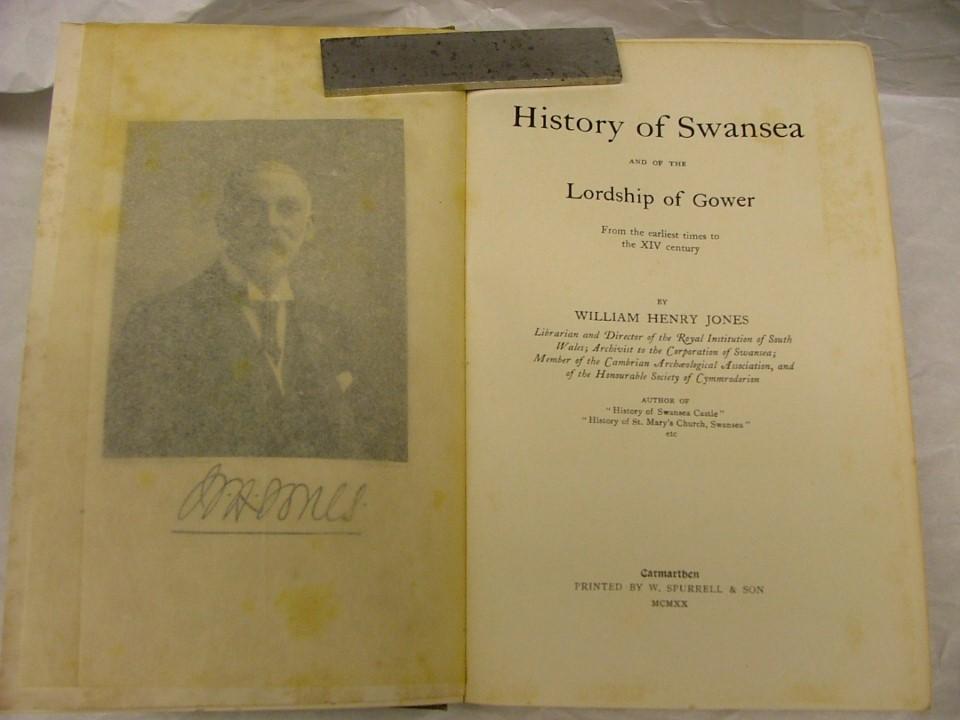 W.H. Jones.
History of Swansea
AND OF THE
Lordship of Gower
From the earliest times to
the XIV century
BY
WILLIAM HENRY JONES
Librarian and Director of the Royal Institution of South
Wales; Archivist to the Corporation of Swansea;
Member of the Cambrian Archæological Association, and
of the Honourable Society of Cymmrodorion
AUTHOR OF
"History of Swansea Castle"
"History of St. Mary's Church, Swansea"
etc
Carmarthen
PRINTED BY W. SPURRELL & SON
MCMXX